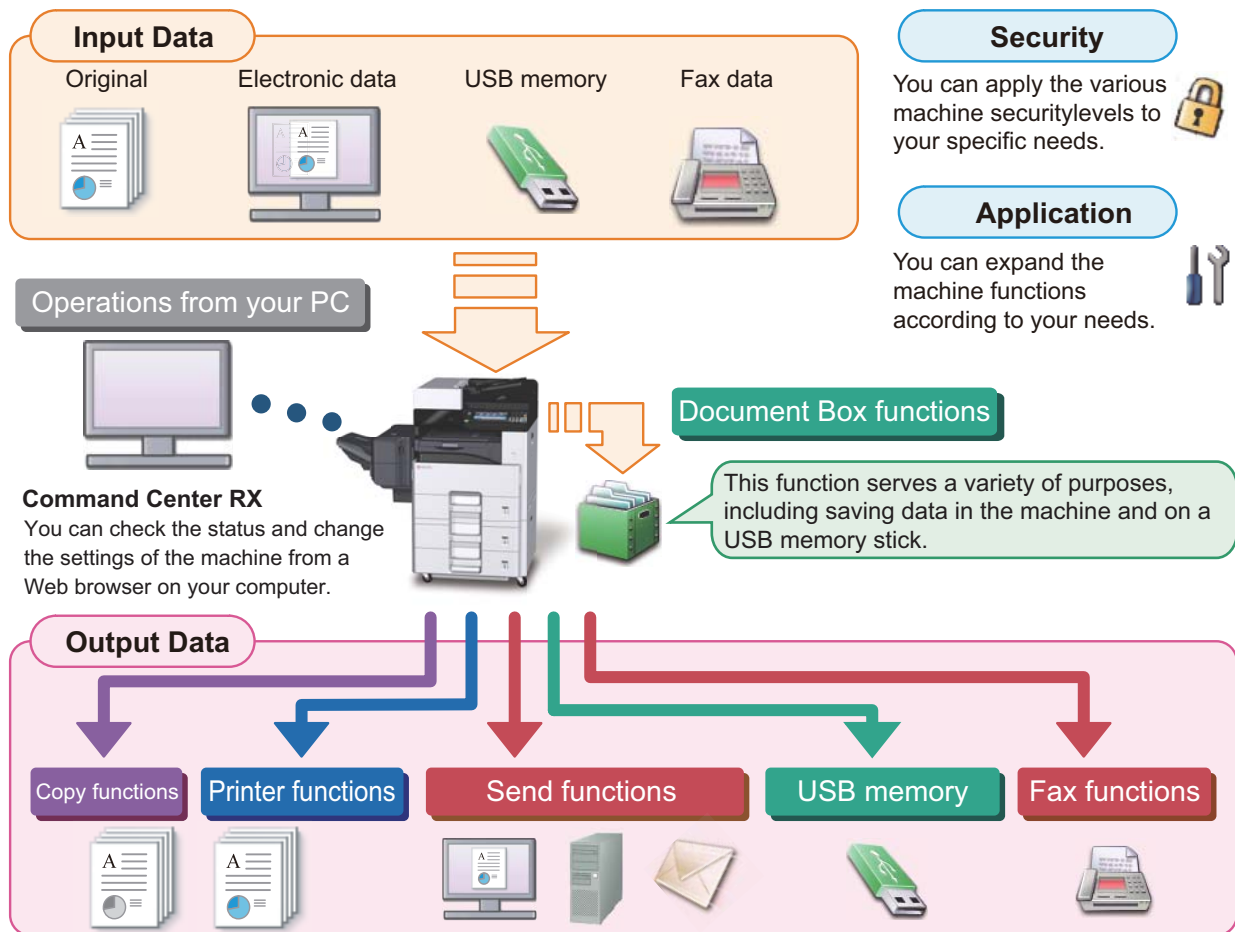 Input Data
Original
Electronic data
USB memory
Fax data
A
A
A
Security
You can apply the various
machine securitylevels to
your specific needs.
Application
You can expand the
machine functions
according to your needs.
Operations from your PC
Command Center RX
You can check the status and change
the settings of the machine from a
Web browser on your computer.
Document Box functions
This function serves a variety of purposes,
including saving data in the machine and on a
USB memory stick.
Output Data
Copy functions
Printer functions
Send functions
USB memory
Fax functions
A
A
A